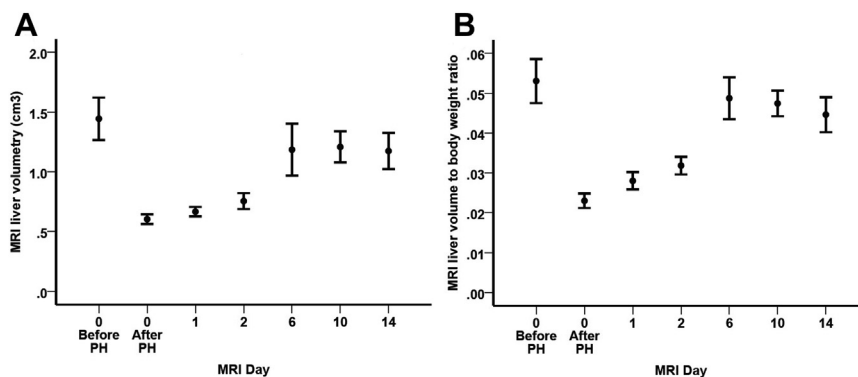 A
MRI liver volumetry (cm3)
2.0
1.5
1.0
.5
.0
0 0 1 2 6 10 14
Before After
PH PH
MRI Day
B
MRI liver volume to body weight ratio
.06
.05
.04
.03
.02
.01
.00
0 0 1 2 6 10 14
Before After
PH PH
MRI Day